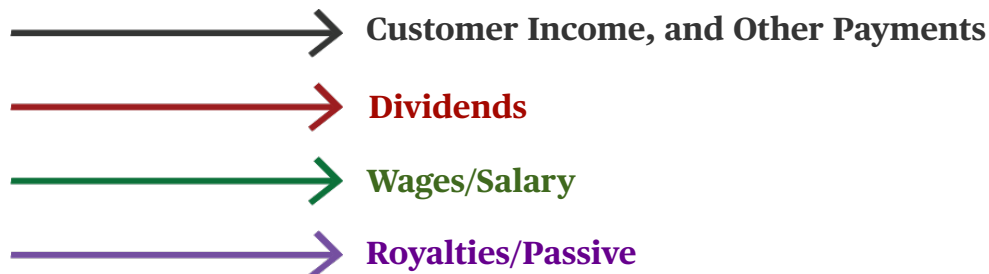 Customer Income, and Other Payments
Dividends
Wages/Salary
Royalties/Passive